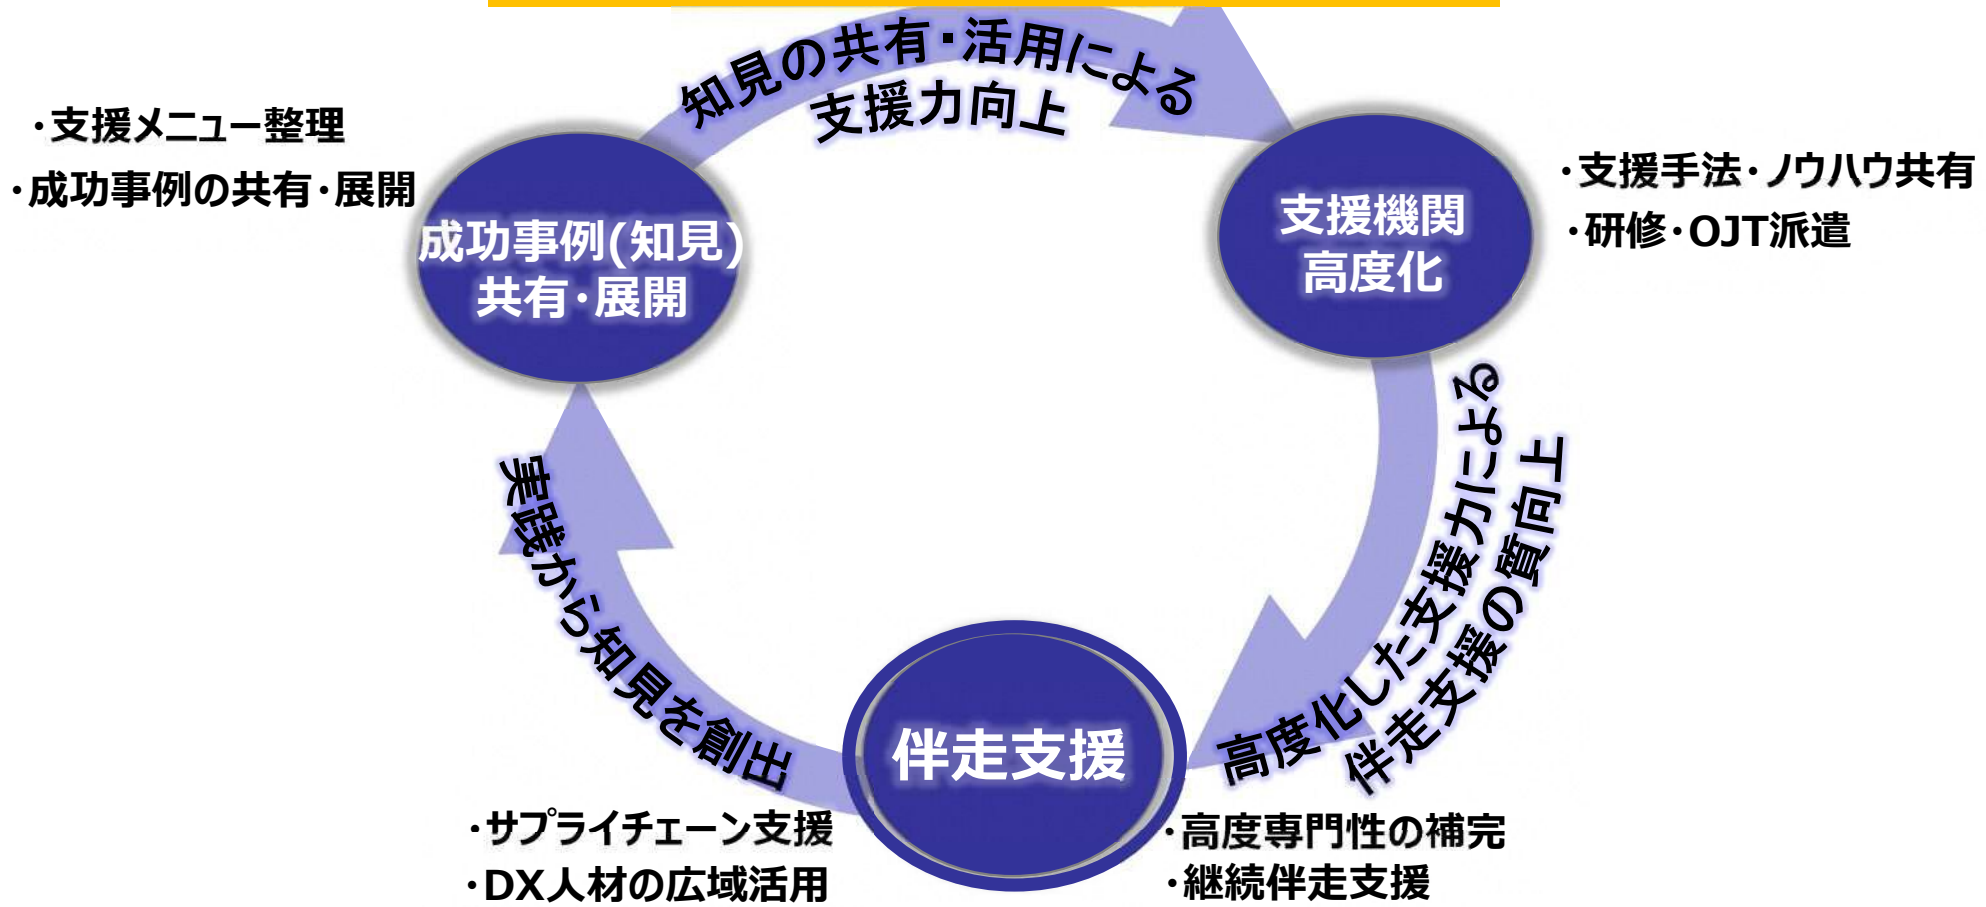 知見の共有・活用による
支援力向上
・支援メニュー整理
・成功事例の共有・展開
成功事例(知見)
共有・展開
支援機関
高度化
・支援手法・ノウハウ共有
・研修・OJT派遣
高度化した支援力による
伴走支援の質向上
実践から知見を創出
伴走支援
・サプライチェーン支援
・DX人材の広域活用
・高度専門性の補完
・継続伴走支援